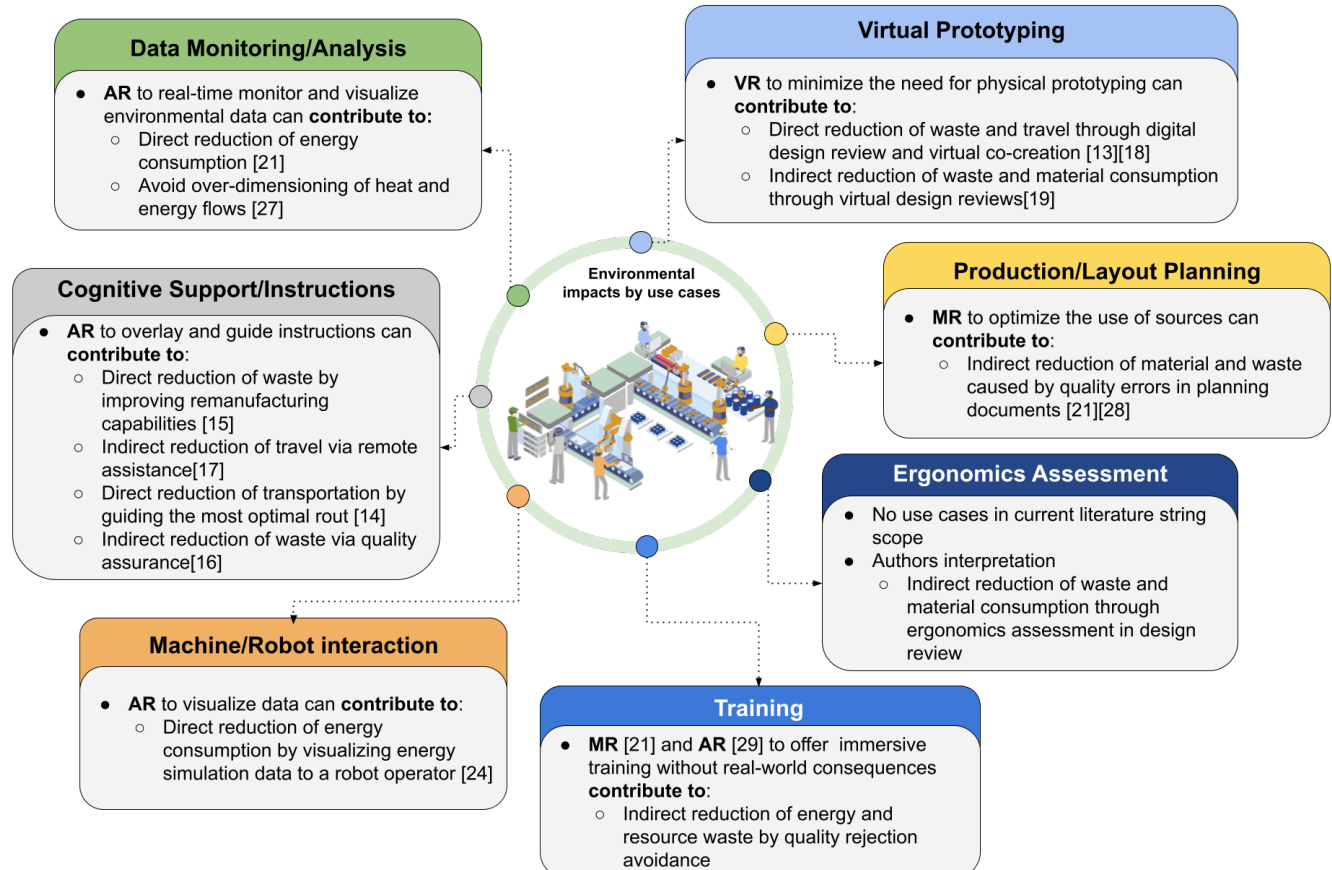 Data Monitoring/Analysis
● AR to real-time monitor and visualize
environmental data can contribute to:
○ Direct reduction of energy
consumption [21]
○ Avoid over-dimensioning of heat and
energy flows [27]
Virtual Prototyping
● VR to minimize the need for physical prototyping can
contribute to:
○ Direct reduction of waste and travel through digital
design review and virtual co-creation [13][18]
○ Indirect reduction of waste and material consumption
through virtual design reviews[19]
Environmental
impacts by use cases
Cognitive Support/Instructions
● AR to overlay and guide instructions can
contribute to:
○ Direct reduction of waste by
improving remanufacturing
capabilities [15]
○ Indirect reduction of travel via remote
assistance[17]
○ Direct reduction of transportation by
guiding the most optimal rout [14]
○ Indirect reduction of waste via quality
assurance[16]
Production/Layout Planning
● MR to optimize the use of sources can
contribute to:
○ Indirect reduction of material and waste
caused by quality errors in planning
documents [21][28]
Ergonomics Assessment
● No use cases in current literature string
scope
● Authors interpretation
○ Indirect reduction of waste and
material consumption through
ergonomics assessment in design
review
Machine/Robot interaction
● AR to visualize data can contribute to:
○ Direct reduction of energy
consumption by visualizing energy
simulation data to a robot operator [24]
Training
● MR [21] and AR [29] to offer immersive
training without real-world consequences
contribute to:
○ Indirect reduction of energy and
resource waste by quality rejection
avoidance